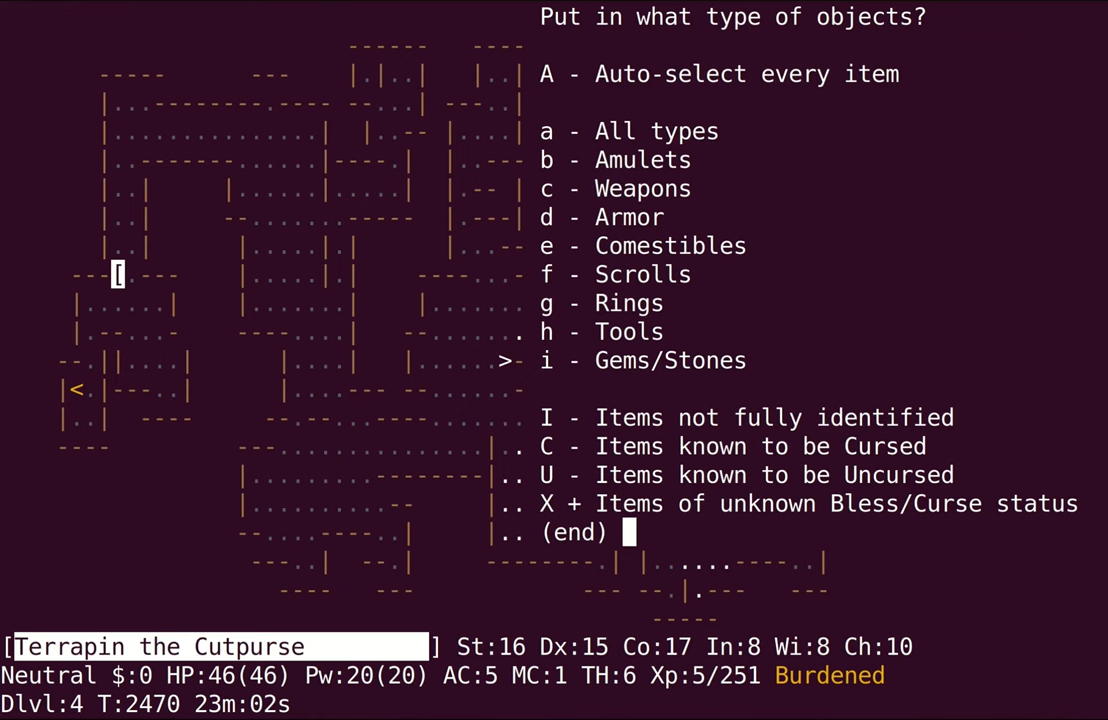 Put in what type of objects?
A - Auto-select every item
a - All types
b - Amulets
c - Weapons
d - Armor
e - Comestibles
f - Scrolls
g - Rings
h - Tools
i - Gems/Stones
I - Items not fully identified
C - Items known to be Cursed
U - Items known to be Uncursed
X + Items of unknown Bless/Curse status
(end)
[Terrapin the Cutpurse ] St:16 Dx:15 Co:17 In:8 Wi:8 Ch:10
Neutral $:0 HP:46(46) Pw:20(20) AC:5 MC:1 TH:6 Xp:5/251 Burdened
Dlvl:4 T:2470 23m:02s